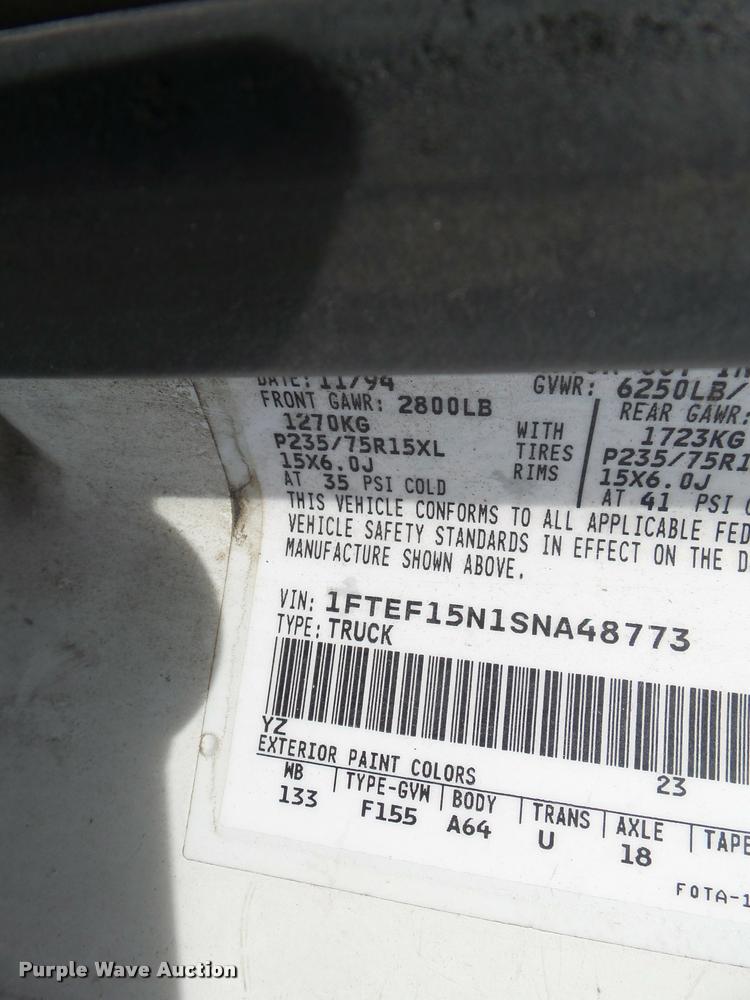 DATE: 11/94
GVWR: 6250LB/
FRONT GAWR: 2800LB
REAR GAWR:
1270KG
WITH
1723KG
P235/75R15XL
TIRES
P235/75R1
15X6.0J
RIMS
15X6.0J
AT 35 PSI COLD
AT 41 PSI
THIS VEHICLE CONFORMS TO ALL APPLICABLE FED
VEHICLE SAFETY STANDARDS IN EFFECT ON THE D
MANUFACTURE SHOWN ABOVE.
VIN: 1FTEF15N1SNA48773
TYPE: TRUCK
YZ
EXTERIOR PAINT COLORS
23
WB TYPE-GVW BODY TRANS AXLE TAPE
133 F155 A64 U 18
FOTA-1
Purple Wave Auction